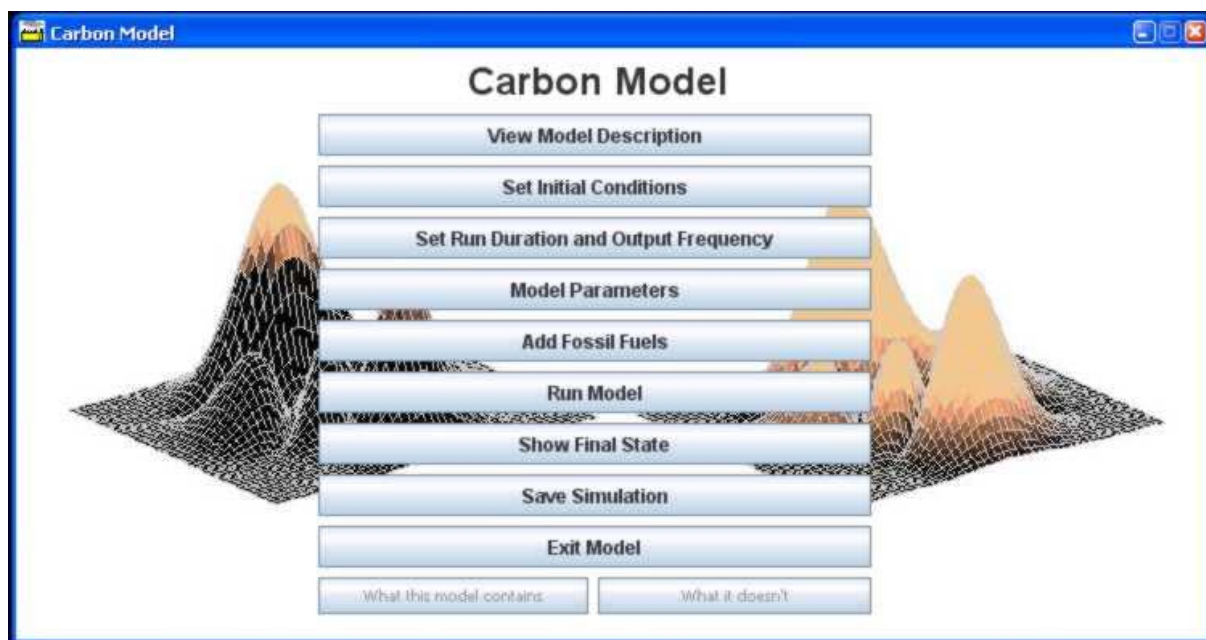 Carbon Model
Carbon Model
View Model Description
Set Initial Conditions
Set Run Duration and Output Frequency
Model Parameters
Add Fossil Fuels
Run Model
Show Final State
Save Simulation
Exit Model
What this model contains
What it doesn't